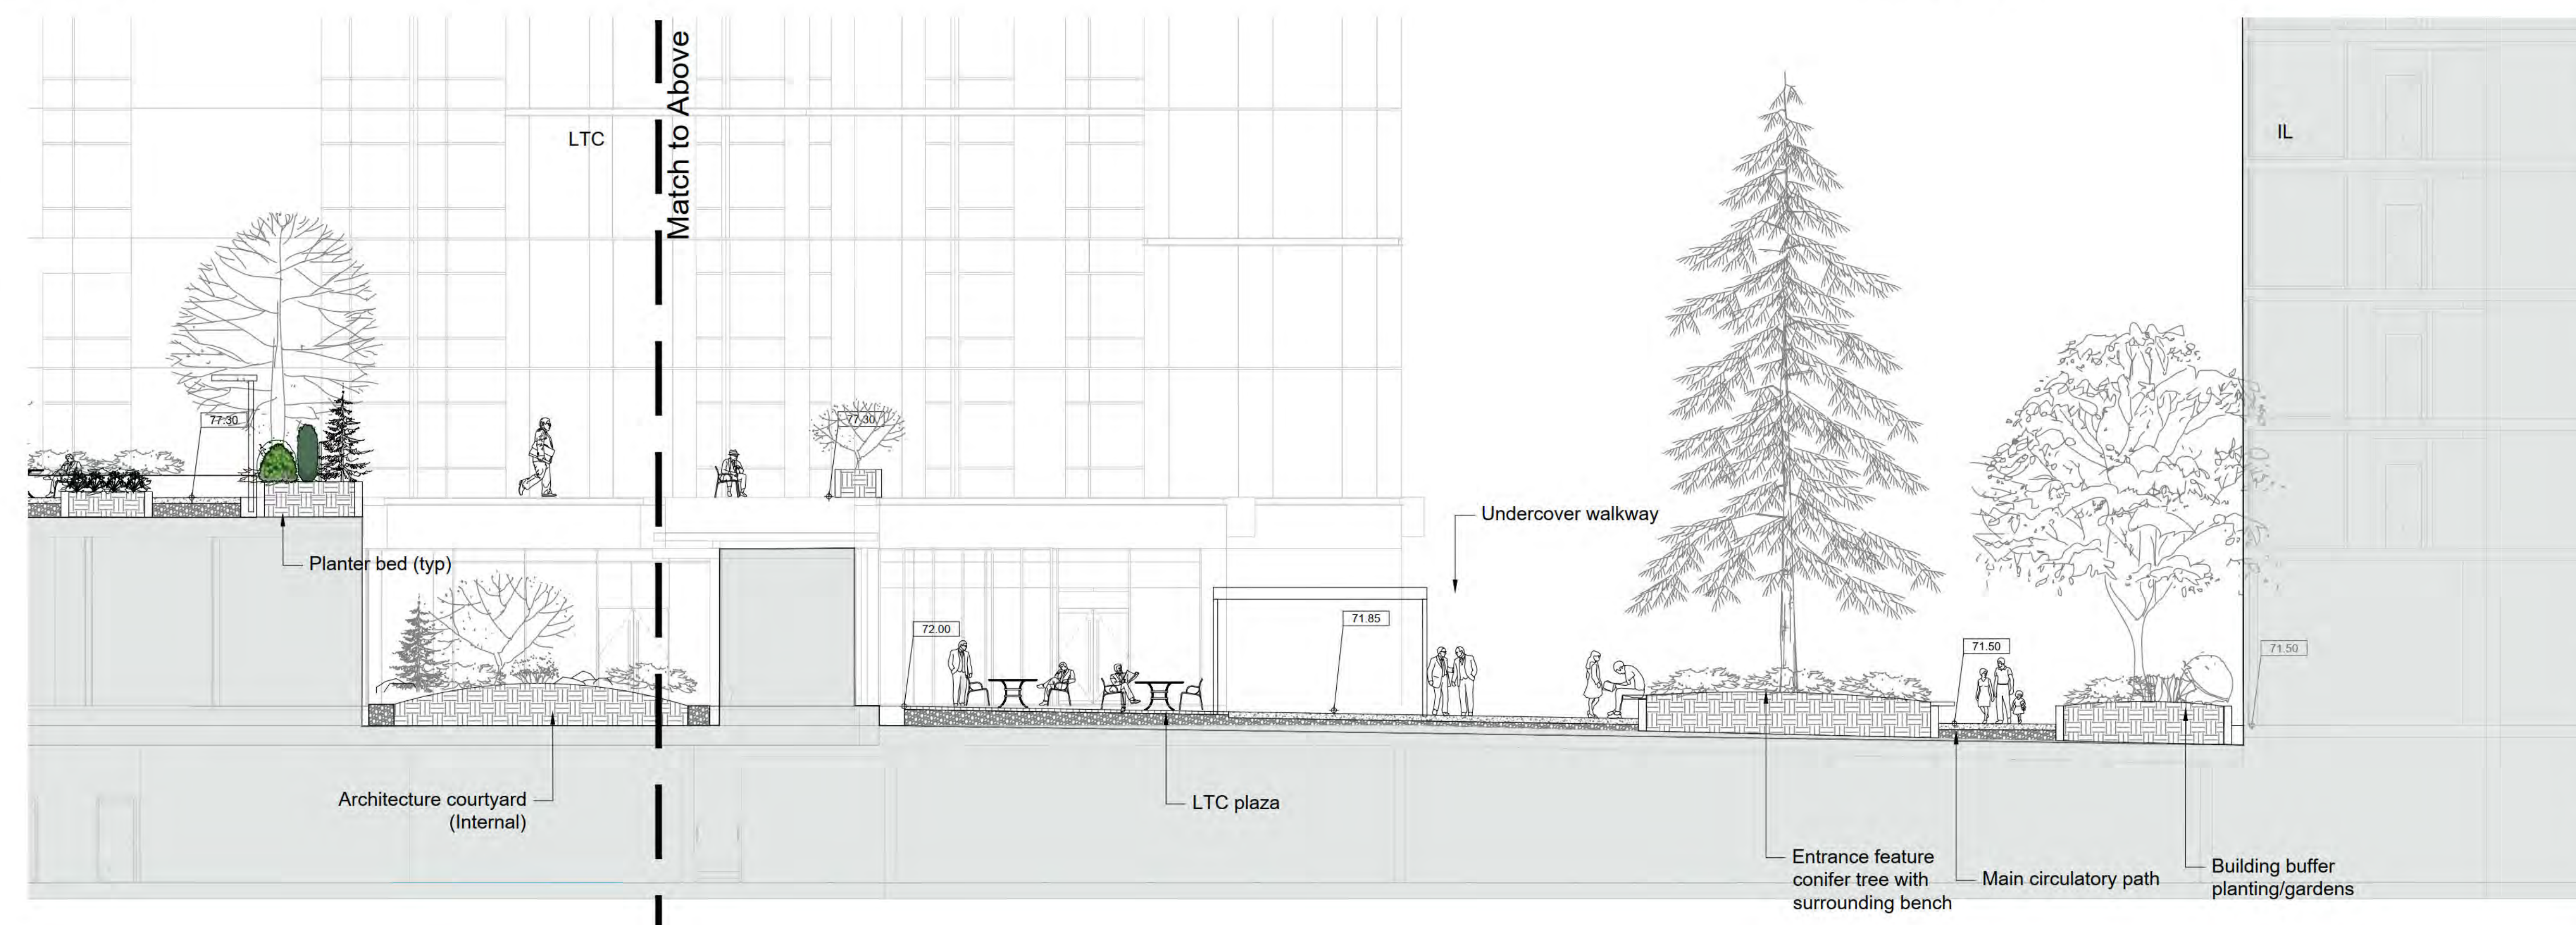 Match to Above
LTC
IL
77.30
77.30
Undercover walkway
Planter bed (typ)
72.00
71.85
71.50
71.50
Architecture courtyard
(Internal)
LTC plaza
Entrance feature
conifer tree with
surrounding bench
Main circulatory path
Building buffer
planting/gardens